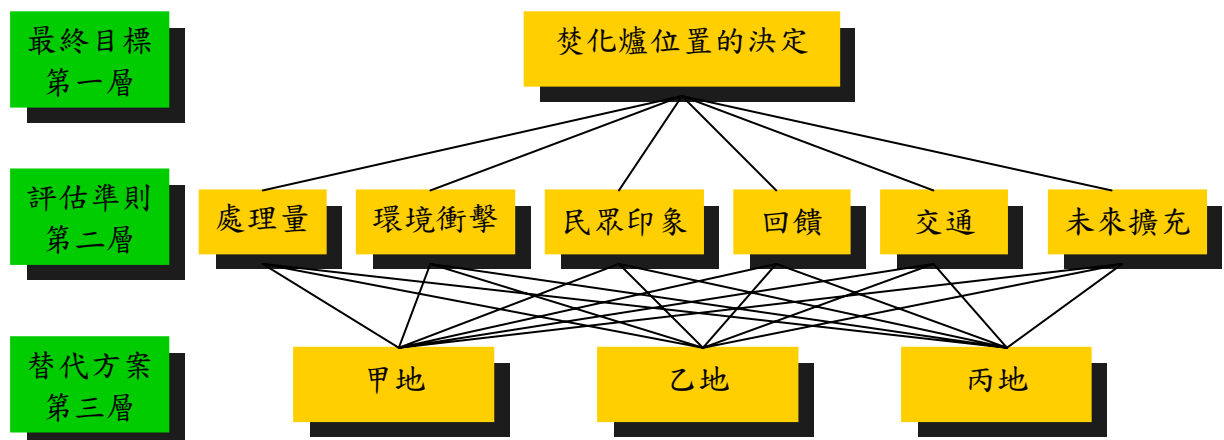 最終目標
第一層
焚化爐位置的決定
評估準則
第二層
處理量
環境衝擊
民眾印象
回饋
交通
未來擴充
替代方案
第三層
甲地
乙地
丙地